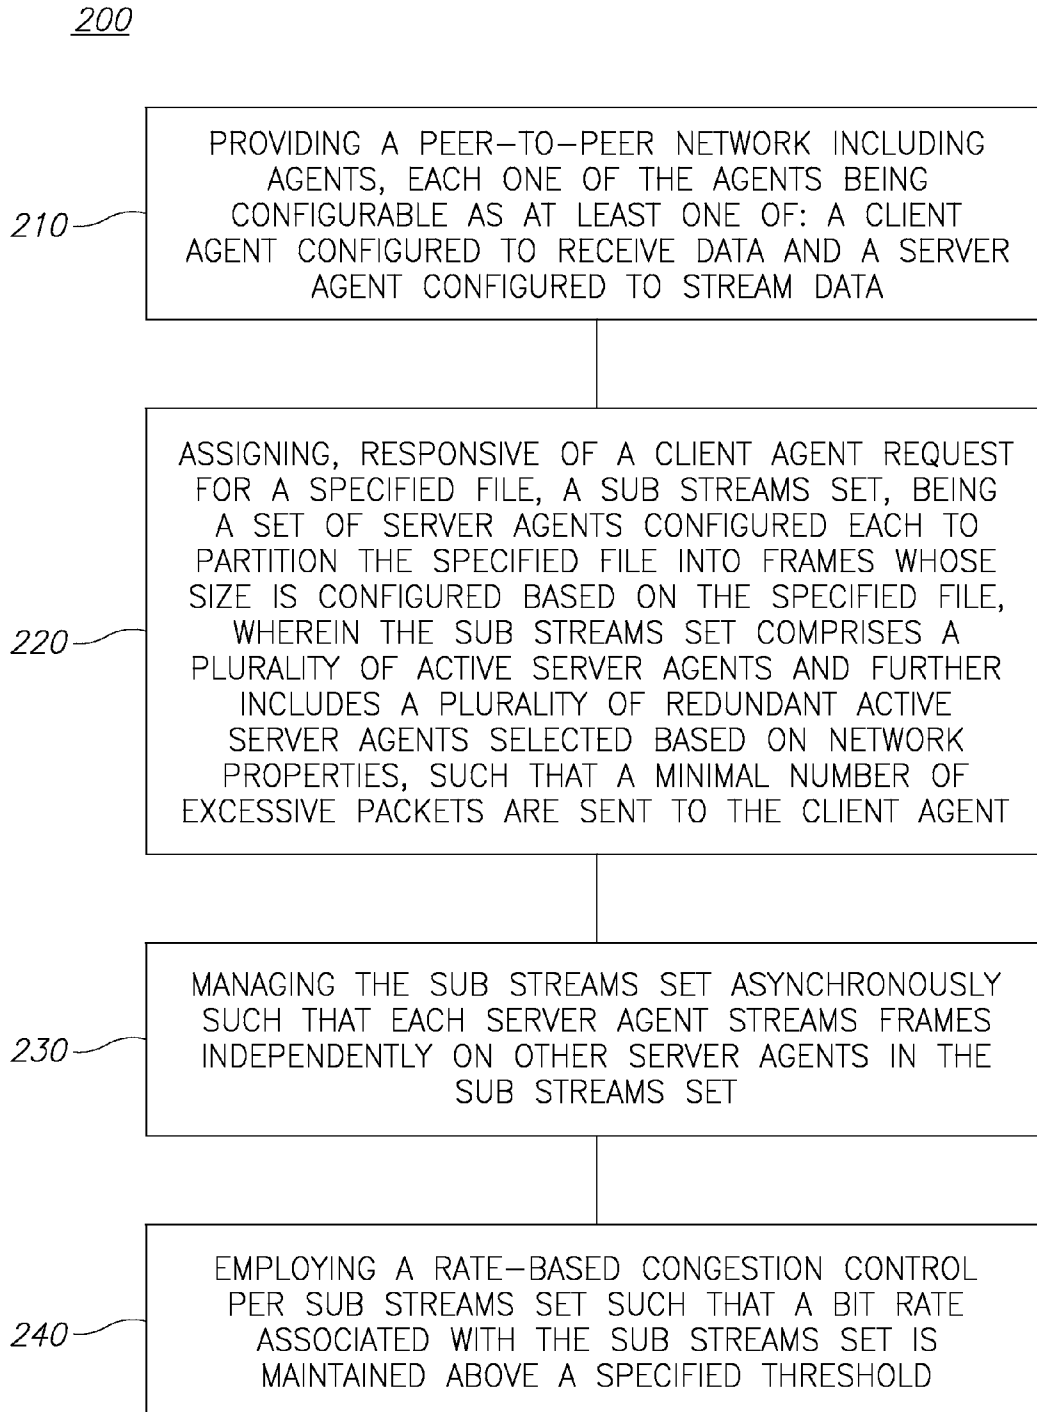 200
PROVIDING A PEER-TO-PEER NETWORK INCLUDING
AGENTS, EACH ONE OF THE AGENTS BEING
CONFIGURABLE AS AT LEAST ONE OF: A CLIENT
AGENT CONFIGURED TO RECEIVE DATA AND A SERVER
AGENT CONFIGURED TO STREAM DATA
210
ASSIGNING, RESPONSIVE OF A CLIENT AGENT REQUEST
FOR A SPECIFIED FILE, A SUB STREAMS SET, BEING
A SET OF SERVER AGENTS CONFIGURED EACH TO
PARTITION THE SPECIFIED FILE INTO FRAMES WHOSE
SIZE IS CONFIGURED BASED ON THE SPECIFIED FILE,
WHEREIN THE SUB STREAMS SET COMPRISES A
PLURALITY OF ACTIVE SERVER AGENTS AND FURTHER
INCLUDES A PLURALITY OF REDUNDANT ACTIVE
SERVER AGENTS SELECTED BASED ON NETWORK
PROPERTIES, SUCH THAT A MINIMAL NUMBER OF
EXCESSIVE PACKETS ARE SENT TO THE CLIENT AGENT
220
MANAGING THE SUB STREAMS SET ASYNCHRONOUSLY
SUCH THAT EACH SERVER AGENT STREAMS FRAMES
INDEPENDENTLY ON OTHER SERVER AGENTS IN THE
SUB STREAMS SET
230
EMPLOYING A RATE-BASED CONGESTION CONTROL
PER SUB STREAMS SET SUCH THAT A BIT RATE
ASSOCIATED WITH THE SUB STREAMS SET IS
MAINTAINED ABOVE A SPECIFIED THRESHOLD
240